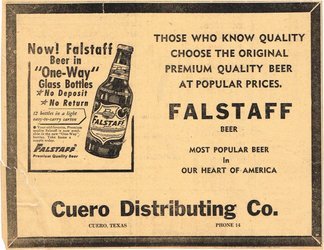 Now! Falstaff
Beer in
"One-Way"
Glass Bottles
* No Deposit
* No Return
12 bottles in a light
easy-to-carry carton
FALSTAFF
Premium Quality Beer
FALSTAFF
THOSE WHO KNOW QUALITY
CHOOSE THE ORIGINAL
PREMIUM QUALITY BEER
AT POPULAR PRICES.
FALSTAFF
BEER
MOST POPULAR BEER
In
OUR HEART OF AMERICA
Cuero Distributing Co.
CUERO, TEXAS
PHONE 14